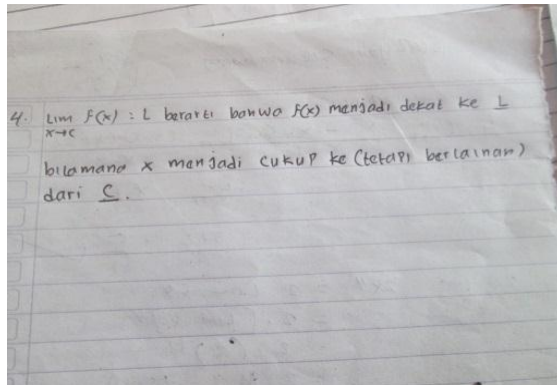 4. Lim f(x) : L berarti bahwa f(x) menjadi dekat ke L
x→c
bilamana x menjadi cukup ke (tetapi berlainan)
dari C.